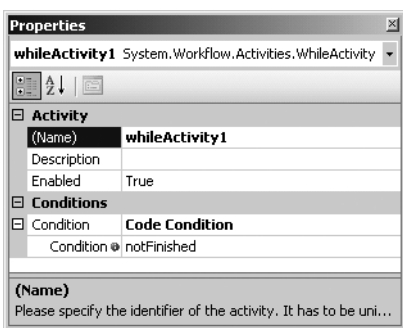 Properties
whileActivity1 System.Workflow.Activities.WhileActivity
Activity
(Name) whileActivity1
Description
Enabled True
Conditions
Condition Code Condition
Condition notFinished
(Name)
Please specify the identifier of the activity. It has to be uni...